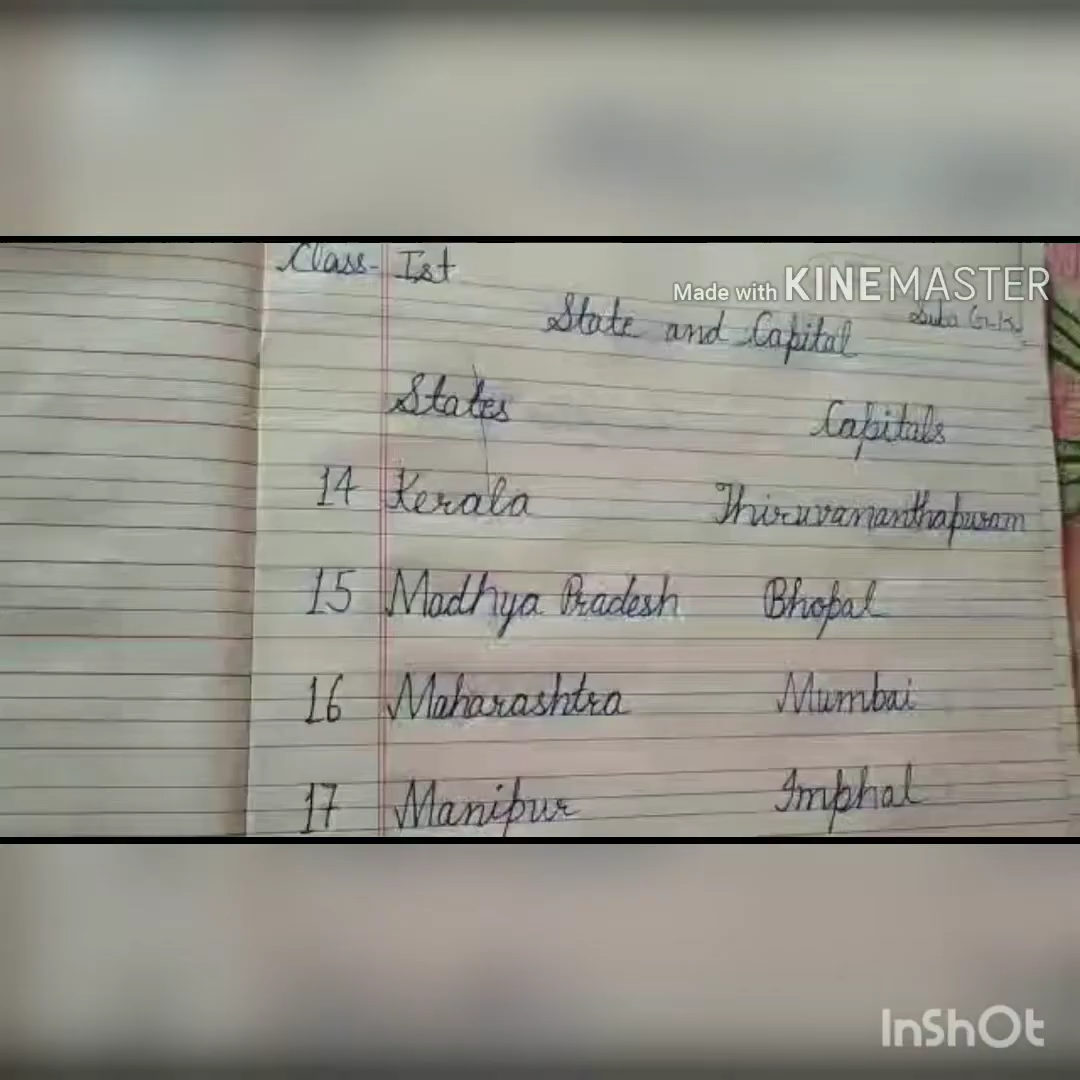 Class- Ist
Made with KINEMASTER
State and Capital
Sub G.K.
States Capitals
14 Kerala Thiruvananthapuram
15 Madhya Pradesh Bhopal
16 Maharashtra Mumbai
17 Manipur Imphal
InShOt